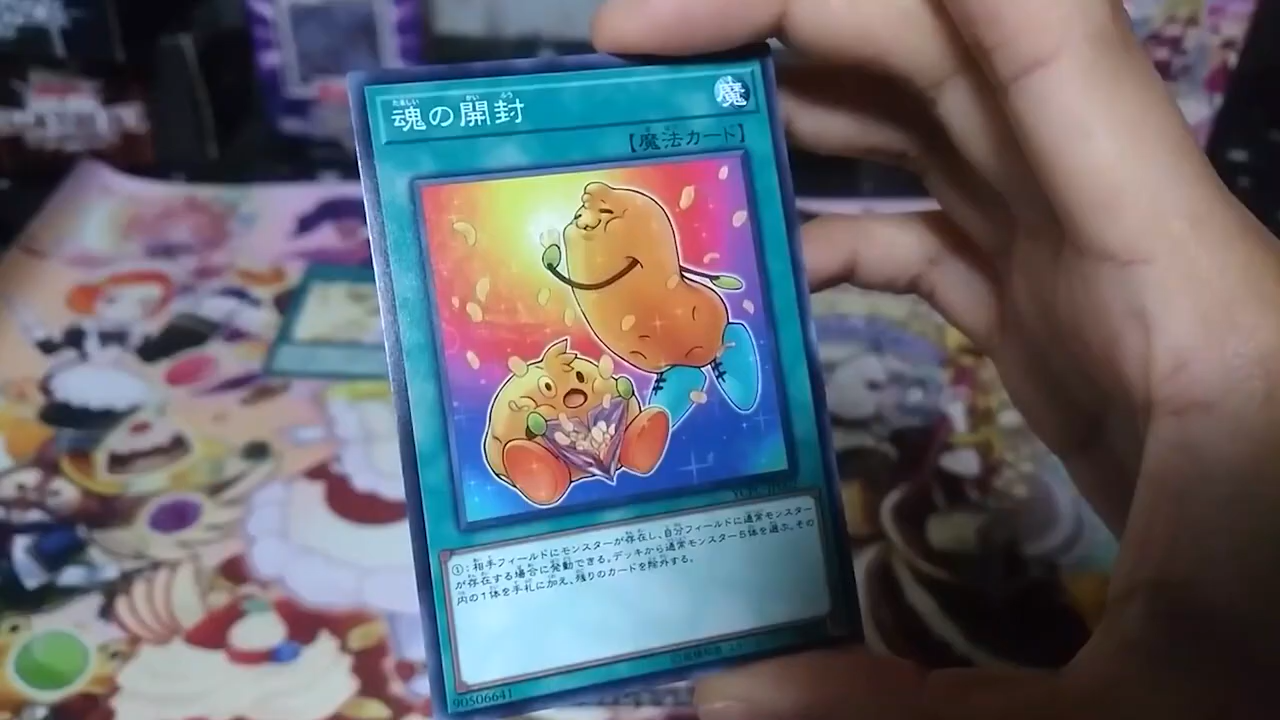 魂の開封
魔
【魔法カード】
①：相手フィールドにモンスターが存在し、自分フィールドに通常モンスター
が存在する場合に発動できる。デッキから通常モンスター５体を選ぶ。その
内の１体を手札に加え、残りのカードを除外する。
90506641